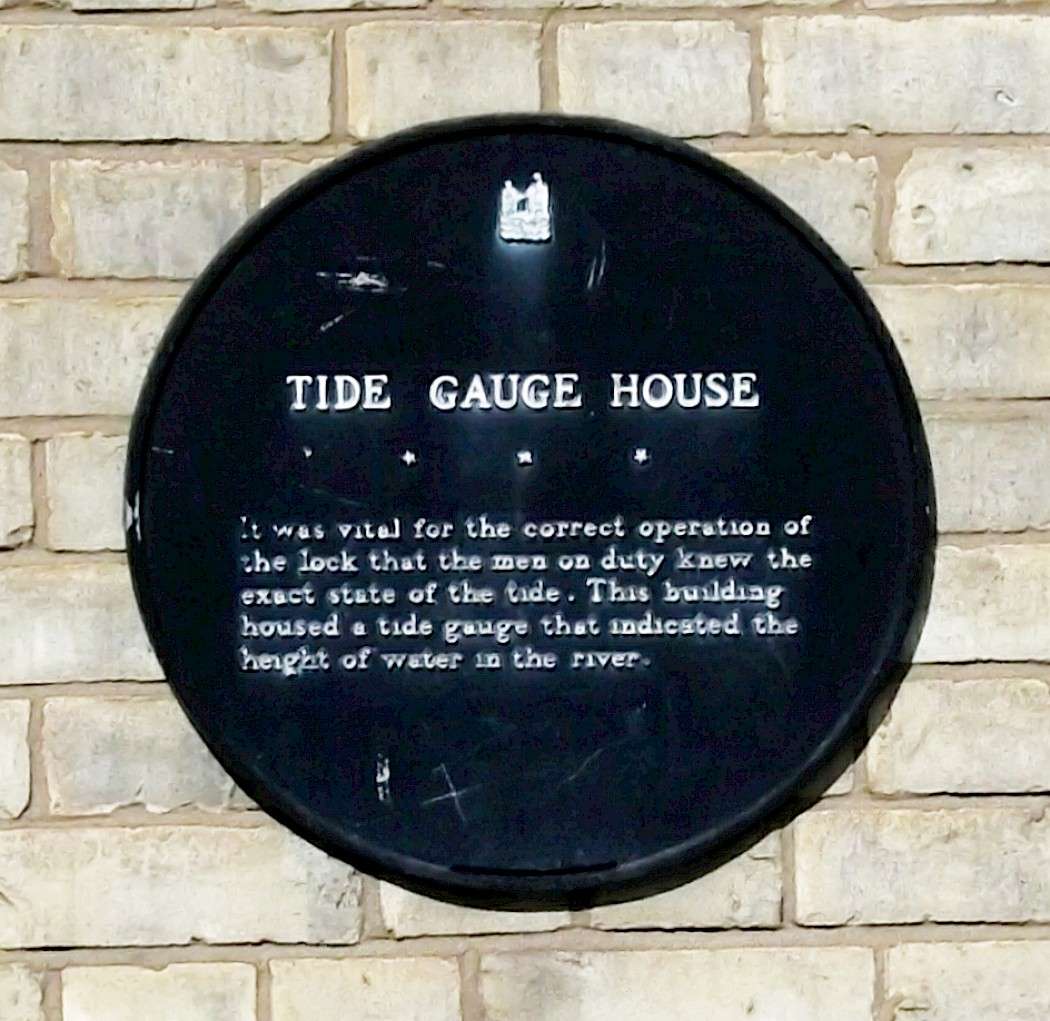 TIDE GAUGE HOUSE
It was vital for the correct operation of
the lock that the men on duty knew the
exact state of the tide. This building
housed a tide gauge that indicated the
height of water in the river.